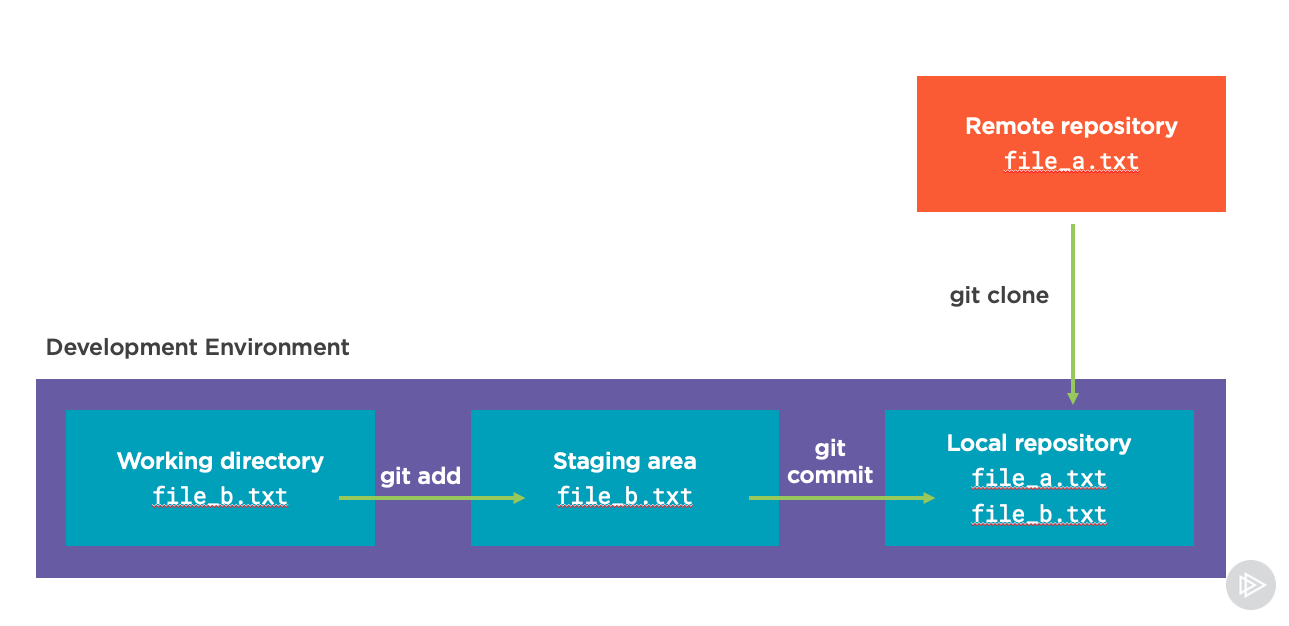 Remote repository
file_a.txt
git clone
Development Environment
Working directory
file_b.txt
git add
Staging area
file_b.txt
git
commit
Local repository
file_a.txt
file_b.txt